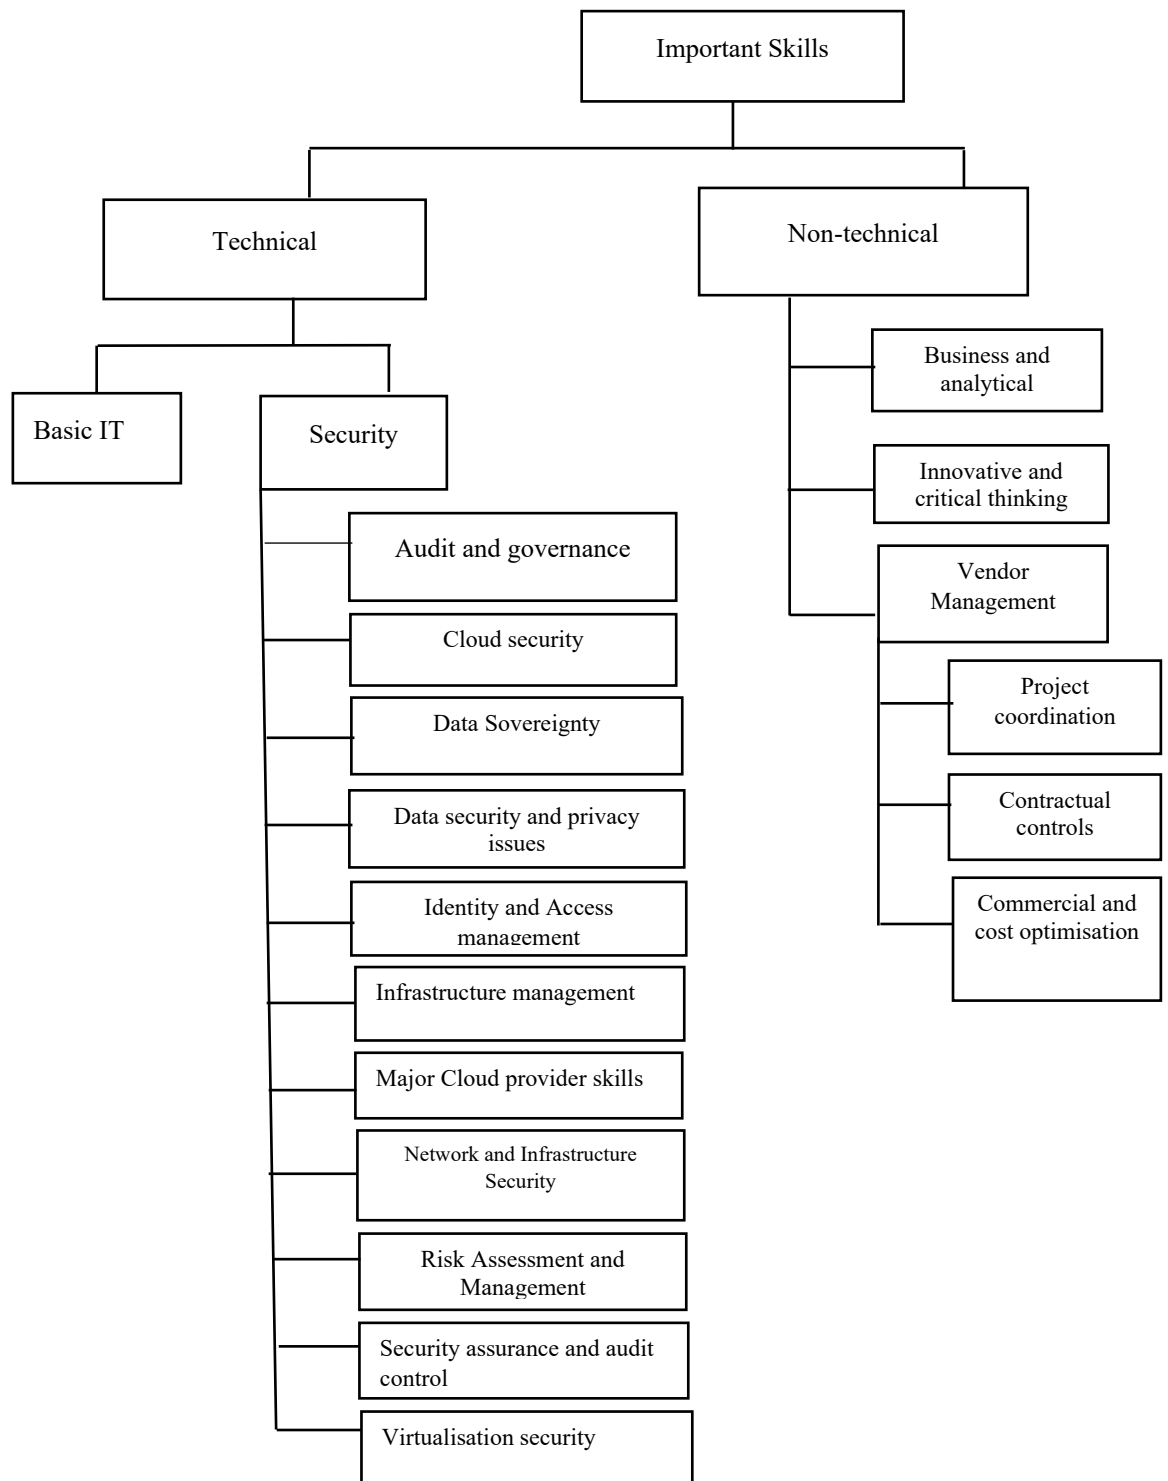 Important Skills
Technical
Non-technical
Basic IT
Security
Audit and governance
Cloud security
Data Sovereignty
Data security and privacy
issues
Identity and Access
management
Infrastructure management
Major Cloud provider skills
Network and Infrastructure
Security
Risk Assessment and
Management
Security assurance and audit
control
Virtualisation security
Business and
analytical
Innovative and
critical thinking
Vendor
Management
Project
coordination
Contractual
controls
Commercial and
cost optimisation